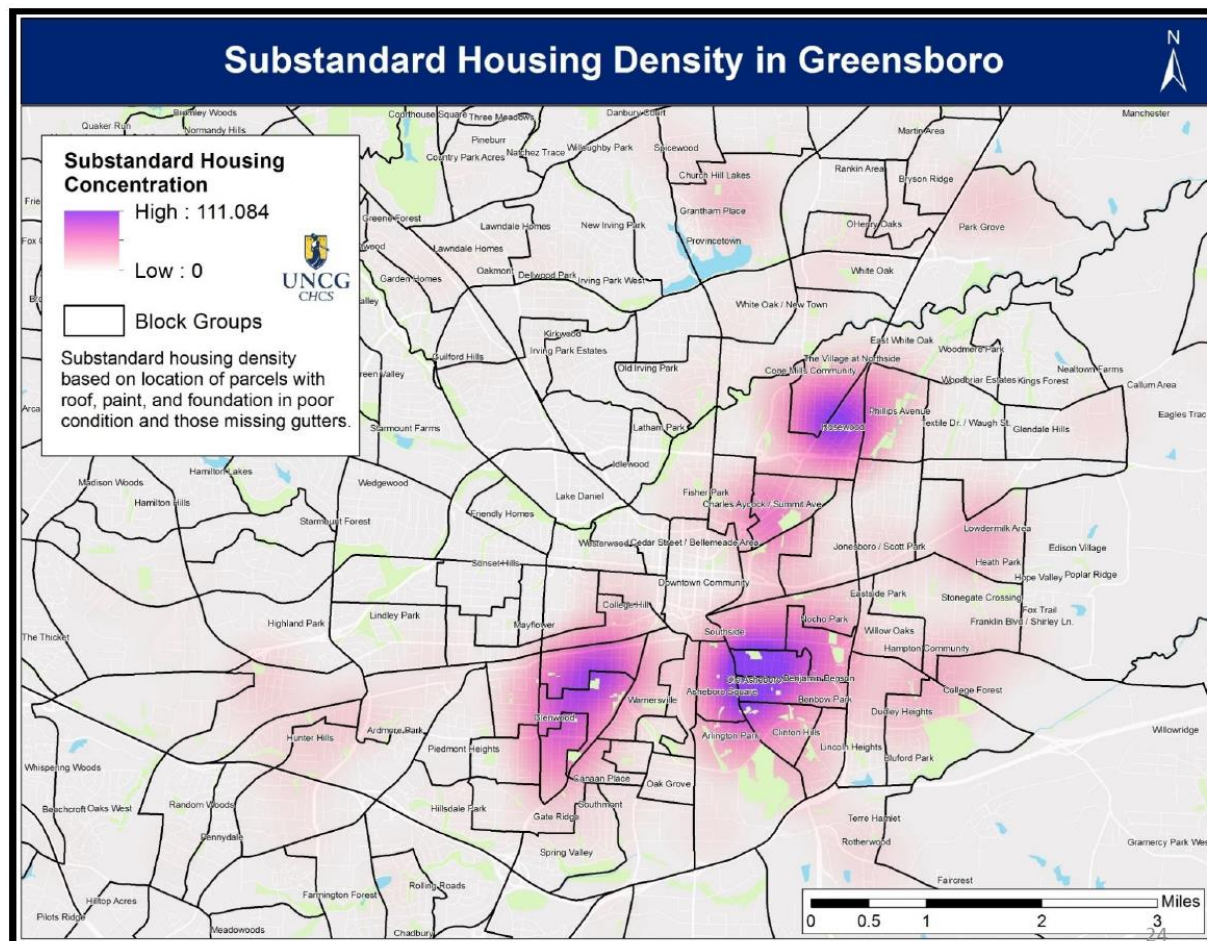 Substandard Housing Density in Greensboro
N
Substandard Housing
Concentration
High : 111.084
Low : 0
UNCG
CHCS
Block Groups
Substandard housing density
based on location of parcels with
roof, paint, and foundation in poor
condition and those missing gutters.
Bromley Woods
Quaker Run
Normandy Hills
Courthouse Square
Three Meadows
Pineburr
Natchez Trace
Country Park Acres
Willoughby Park
Danbury Court
Spicewood
Church Hill Lakes
Grantham Place
Provincetown
Manchester
Martin Area
Rankin Area
Bryson Ridge
OHenry Oaks
Park Grove
White Oak
White Oak / New Town
Greene Forest
Lawndale Homes
New Irving Park
Lawndale Homes
Oakmont
Dellwood Park
Irving Park West
Garden Homes
Kirkwood
Irving Park Estates
Guilford Hills
Old Irving Park
Green Valley
Starmount Farms
Latham Park
Idlewood
East White Oak
The Village at Northside
Cone Mills Community
Woodmere Park
Nealtown Farms
Woodbriar Estates
Kings Forest
Callum Area
Phillips Avenue
Rosewood
Textile Dr. / Waugh St.
Glendale Hills
Hamilton Lakes
Madison Woods
Hamilton Hills
Wedgewood
Starmount Forest
Friendly Homes
Lake Daniel
Fisher Park
Charles Aycock / Summit Ave
Westerwood
Cedar Street / Bellemeade Area
Jonesboro / Scott Park
Lowdermilk Area
Heath Park
Edison Village
Hope Valley
Poplar Ridge
Sunset Hills
Downtown Community
Eastside Park
Stonegate Crossing
Fox Trail
Franklin Blvd / Shirley Ln.
The Thicket
Highland Park
Lindley Park
Mayflower
College Hill
Southside
Nocho Park
Willow Oaks
Hampton Community
Ole Asheboro
Benjamin Benson
Asheboro Square
Benbow Park
College Forest
Warnersville
Glenwood
Dudley Heights
Arlington Park
Clinton Hills
Lincoln Heights
Bluford Park
Willowridge
Hunter Hills
Ardmore Park
Piedmont Heights
Whispering Woods
Canaan Place
Oak Grove
Beachcroft
Oaks West
Random Woods
Hillsdale Park
Southmont
Gate Ridge
Pennydale
Spring Valley
Terre Hamlet
Rotherwood
Gramercy Park West
Faircrest
Hilltop Acres
Farmington Forest
Rolling Roads
Pilots Ridge
Meadowoods
Chadbury
Miles
0 0.5 1 2 3
24